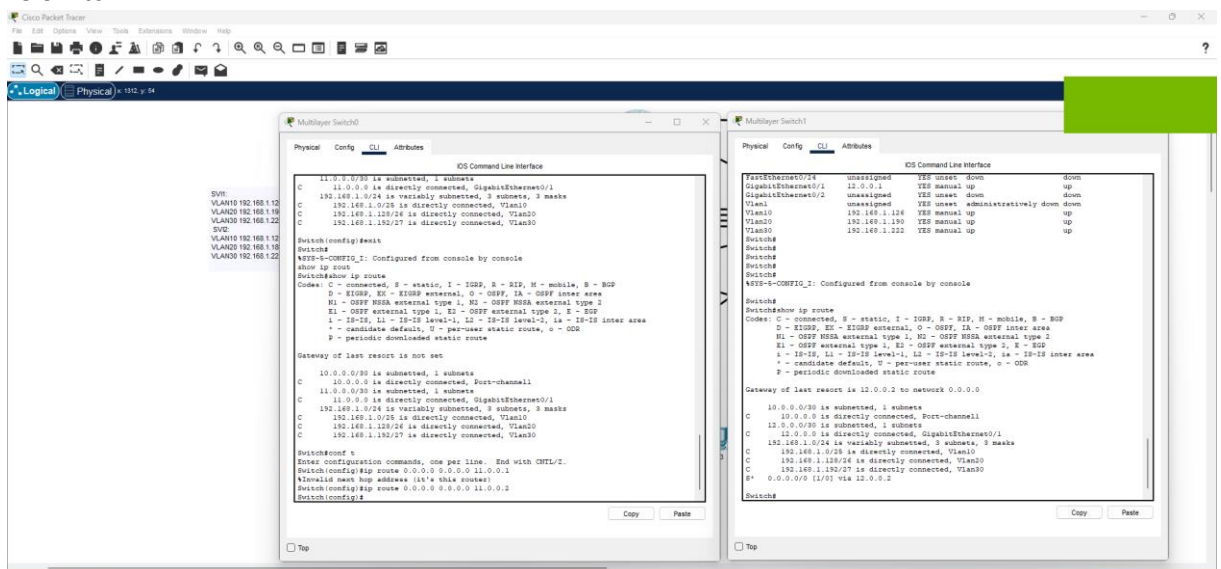 Cisco Packet Tracer
File Edit Options View Tools Extensions Window Help
?
Logical Physical x: 1312, y: 54
SVI1:
VLAN10 192.168.1.12
VLAN20 192.168.1.19
VLAN30 192.168.1.22
SVI2:
VLAN10 192.168.1.12
VLAN20 192.168.1.18
VLAN30 192.168.1.22
Multilayer Switch0
Physical Config CLI Attributes
IOS Command Line Interface
11.0.0.0/30 is subnetted, 1 subnets
C 11.0.0.0 is directly connected, GigabitEthernet0/1
192.168.1.0/24 is variably subnetted, 3 subnets, 3 masks
C 192.168.1.0/25 is directly connected, Vlan10
C 192.168.1.128/26 is directly connected, Vlan20
C 192.168.1.192/27 is directly connected, Vlan30
Switch(config)#exit
Switch#
%SYS-5-CONFIG_I: Configured from console by console
show ip rout
Switch#show ip route
Codes: C - connected, S - static, I - IGRP, R - RIP, M - mobile, B - BGP
D - EIGRP, EX - EIGRP external, O - OSPF, IA - OSPF inter area
N1 - OSPF NSSA external type 1, N2 - OSPF NSSA external type 2
E1 - OSPF external type 1, E2 - OSPF external type 2, E - EGP
i - IS-IS, L1 - IS-IS level-1, L2 - IS-IS level-2, ia - IS-IS inter area
* - candidate default, U - per-user static route, o - ODR
P - periodic downloaded static route
Gateway of last resort is not set
10.0.0.0/30 is subnetted, 1 subnets
C 10.0.0.0 is directly connected, Port-channel1
11.0.0.0/30 is subnetted, 1 subnets
C 11.0.0.0 is directly connected, GigabitEthernet0/1
192.168.1.0/24 is variably subnetted, 3 subnets, 3 masks
C 192.168.1.0/25 is directly connected, Vlan10
C 192.168.1.128/26 is directly connected, Vlan20
C 192.168.1.192/27 is directly connected, Vlan30
Switch#conf t
Enter configuration commands, one per line. End with CNTL/Z.
Switch(config)#ip route 0.0.0.0 0.0.0.0 11.0.0.1
%Invalid next hop address (it's this router)
Switch(config)#ip route 0.0.0.0 0.0.0.0 11.0.0.2
Switch(config)#
Copy Paste
Top
Multilayer Switch1
Physical Config CLI Attributes
IOS Command Line Interface
FastEthernet0/24 unassigned YES unset down down
GigabitEthernet0/1 12.0.0.1 YES manual up up
GigabitEthernet0/2 unassigned YES unset down down
Vlan1 unassigned YES unset administratively down down
Vlan10 192.168.1.126 YES manual up up
Vlan20 192.168.1.190 YES manual up up
Vlan30 192.168.1.222 YES manual up up
Switch#
Switch#
Switch#
Switch#
Switch#
%SYS-5-CONFIG_I: Configured from console by console
Switch#
Switch#show ip route
Codes: C - connected, S - static, I - IGRP, R - RIP, M - mobile, B - BGP
D - EIGRP, EX - EIGRP external, O - OSPF, IA - OSPF inter area
N1 - OSPF NSSA external type 1, N2 - OSPF NSSA external type 2
E1 - OSPF external type 1, E2 - OSPF external type 2, E - EGP
i - IS-IS, L1 - IS-IS level-1, L2 - IS-IS level-2, ia - IS-IS inter area
* - candidate default, U - per-user static route, o - ODR
P - periodic downloaded static route
Gateway of last resort is 12.0.0.2 to network 0.0.0.0
10.0.0.0/30 is subnetted, 1 subnets
C 10.0.0.0 is directly connected, Port-channel1
12.0.0.0/30 is subnetted, 1 subnets
C 12.0.0.0 is directly connected, GigabitEthernet0/1
192.168.1.0/24 is variably subnetted, 3 subnets, 3 masks
C 192.168.1.0/25 is directly connected, Vlan10
C 192.168.1.128/26 is directly connected, Vlan20
C 192.168.1.192/27 is directly connected, Vlan30
S* 0.0.0.0/0 [1/0] via 12.0.0.2
Switch#
Copy Paste
Top